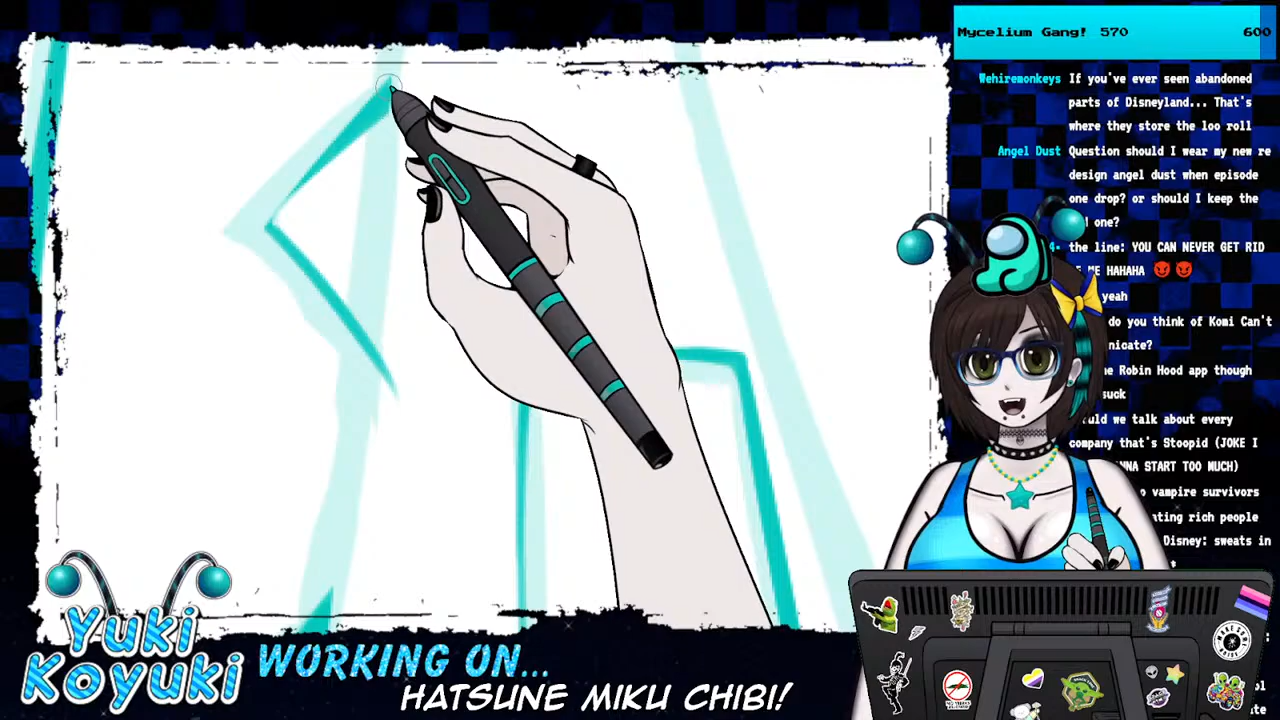 Mycelium Gang! 570 600
Wehiremonkeys If you've ever seen abandoned
parts of Disneyland... That's
where they store the loo roll
Angel Dust Question should I wear my new re
design angel dust when episode
one drop? or should I keep the
one?
the line: YOU CAN NEVER GET RID
ME HAHAHA 😈 😈
yeah
do you think of Komi Can't
Robin Hood app though
suck
we talk about every
company that's Stoopid (JOKE I
START TOO MUCH)
vampire survivors
rich people
Disney: sweats in
*
Yuki
Koyuki
WORKING ON...
HATSUNE MIKU CHIBI!